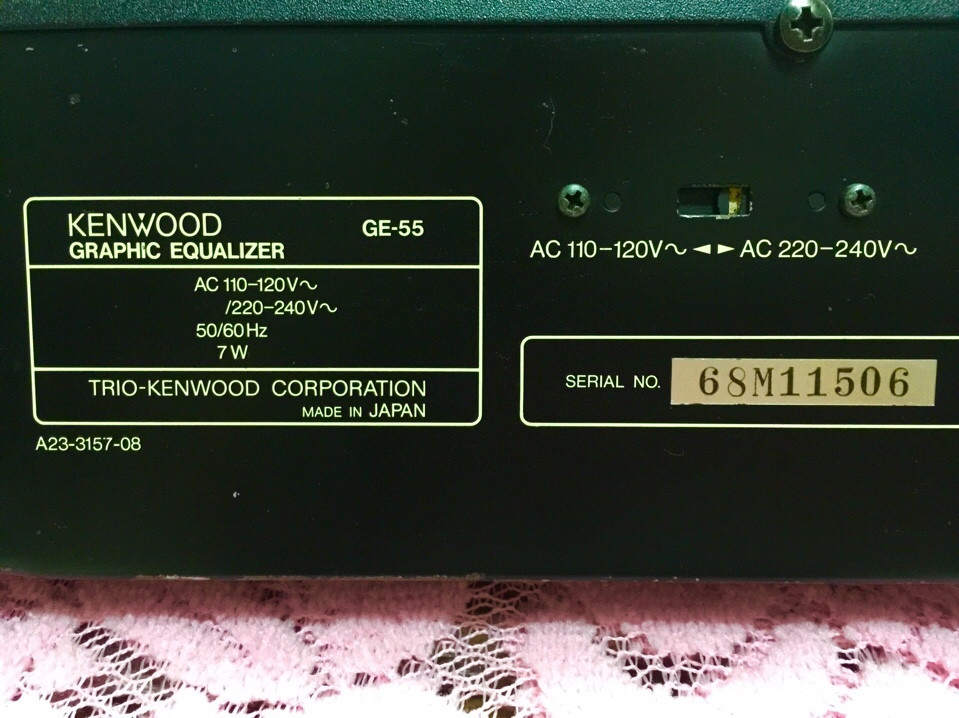 KENWOOD GE-55
GRAPHIC EQUALIZER
AC 110-120V~
/220-240V~
50/60Hz
7 W
TRIO-KENWOOD CORPORATION
MADE IN JAPAN
A23-3157-08
AC 110-120V~ ◄ ► AC 220-240V~
SERIAL NO. 68M11506